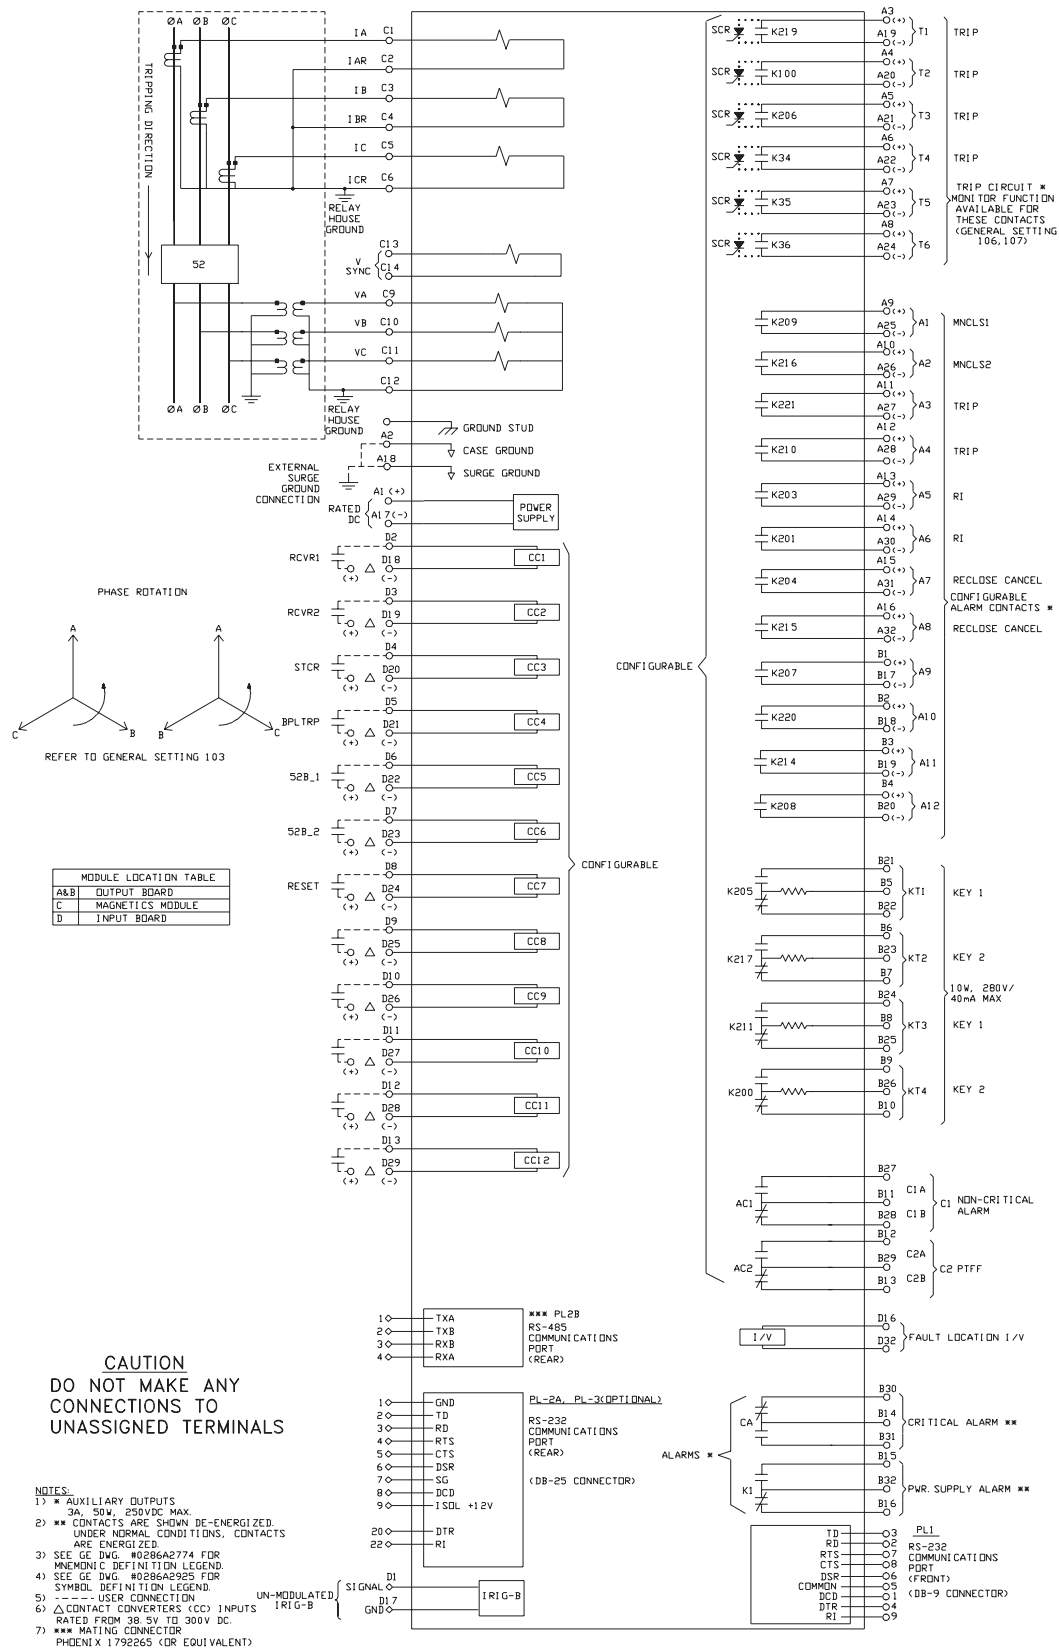 ØA ØB ØC
TRIPPING DIRECTION
52
ØA ØB ØC
IA C1
IAR C2
IB C3
IBR C4
IC C5
ICR C6
RELAY
HOUSE
GROUND
V
SYNC
C13
C14
VA C9
VB C10
VC C11
C12
RELAY
HOUSE
GROUND
GROUND STUD
A2
CASE GROUND
A18
SURGE GROUND
EXTERNAL
SURGE
GROUND
CONNECTION
RATED
DC
A1 (+)
A17(-)
POWER
SUPPLY
RCVR1 (+) D2 D18 (-) CC1
RCVR2 (+) D3 D19 (-) CC2
STCR (+) D4 D20 (-) CC3
BPLTRP (+) D5 D21 (-) CC4
52B_1 (+) D6 D22 (-) CC5
52B_2 (+) D7 D23 (-) CC6
RESET (+) D8 D24 (-) CC7
(+) D9 D25 (-) CC8
(+) D10 D26 (-) CC9
(+) D11 D27 (-) CC10
(+) D12 D28 (-) CC11
(+) D13 D29 (-) CC12
CONFIGURABLE
PHASE ROTATION
A B C
A B C
REFER TO GENERAL SETTING 103
MODULE LOCATION TABLE
A&B OUTPUT BOARD
C MAGNETICS MODULE
D INPUT BOARD
CONFIGURABLE
SCR K219 A3 (+) A19 (-) T1 TRIP
SCR K100 A4 (+) A20 (-) T2 TRIP
SCR K206 A5 (+) A21 (-) T3 TRIP
SCR K34 A6 (+) A22 (-) T4 TRIP
SCR K35 A7 (+) A23 (-) T5
SCR K36 A8 (+) A24 (-) T6
TRIP CIRCUIT *
MONITOR FUNCTION
AVAILABLE FOR
THESE CONTACTS
(GENERAL SETTING
106,107)
K209 A9 (+) A25 (-) A1 MNCLS1
K216 A10 (+) A26 (-) A2 MNCLS2
K221 A11 (+) A27 (-) A3 TRIP
K210 A12 (+) A28 (-) A4 TRIP
K203 A13 (+) A29 (-) A5 RI
K201 A14 (+) A30 (-) A6 RI
K204 A15 (+) A31 (-) A7 RECLOSE CANCEL
K215 A16 (+) A32 (-) A8 RECLOSE CANCEL
K207 B1 (+) B17 (-) A9
K220 B2 (+) B18 (-) A10
K214 B3 (+) B19 (-) A11
K208 B4 (+) B20 (-) A12
CONFIGURABLE
ALARM CONTACTS *
K205 B21 B5 B22 KT1 KEY 1
K217 B6 B23 B7 KT2 KEY 2
K211 B24 B8 B25 KT3 KEY 1
K200 B9 B26 B10 KT4 KEY 2
10W, 280V/
40mA MAX
AC1 B27 B11 B28 C1A C1B C1 NON-CRITICAL
ALARM
AC2 B12 B29 B13 C2A C2B C2 PTFF
I/V D16 D32 FAULT LOCATION I/V
ALARMS *
CA B30 B14 B31 CRITICAL ALARM **
K1 B15 B32 B16 PWR. SUPPLY ALARM **
1 TXA
2 TXB
3 RXB
4 RXA
*** PL2B
RS-485
COMMUNICATIONS
PORT
(REAR)
1 GND
2 TD
3 RD
4 RTS
5 CTS
6 DSR
7 SG
8 DCD
9 ISOL +12V
20 DTR
22 RI
PL-2A, PL-3(OPTIONAL)
RS-232
COMMUNICATIONS
PORT
(REAR)
(DB-25 CONNECTOR)
UN-MODULATED
IRIG-B
SIGNAL D1
GND D17
IRIG-B
TD 3
RD 2
RTS 7
CTS 8
DSR 6
COMMON 5
DCD 1
DTR 4
RI 9
PL1
RS-232
COMMUNICATIONS
PORT
(FRONT)
(DB-9 CONNECTOR)
CAUTION
DO NOT MAKE ANY
CONNECTIONS TO
UNASSIGNED TERMINALS
NOTES:
1) * AUXILIARY OUTPUTS
3A, 50W, 250VDC MAX.
2) ** CONTACTS ARE SHOWN DE-ENERGIZED.
UNDER NORMAL CONDITIONS, CONTACTS
ARE ENERGIZED.
3) SEE GE DWG. #0286A2774 FOR
MNEMONIC DEFINITION LEGEND.
4) SEE GE DWG. #0286A2925 FOR
SYMBOL DEFINITION LEGEND.
5) ----- - USER CONNECTION
6) △ CONTACT CONVERTERS (CC) INPUTS
RATED FROM 38.5V TO 300V DC.
7) *** MATING CONNECTOR
PHOENIX 1792265 (OR EQUIVALENT)